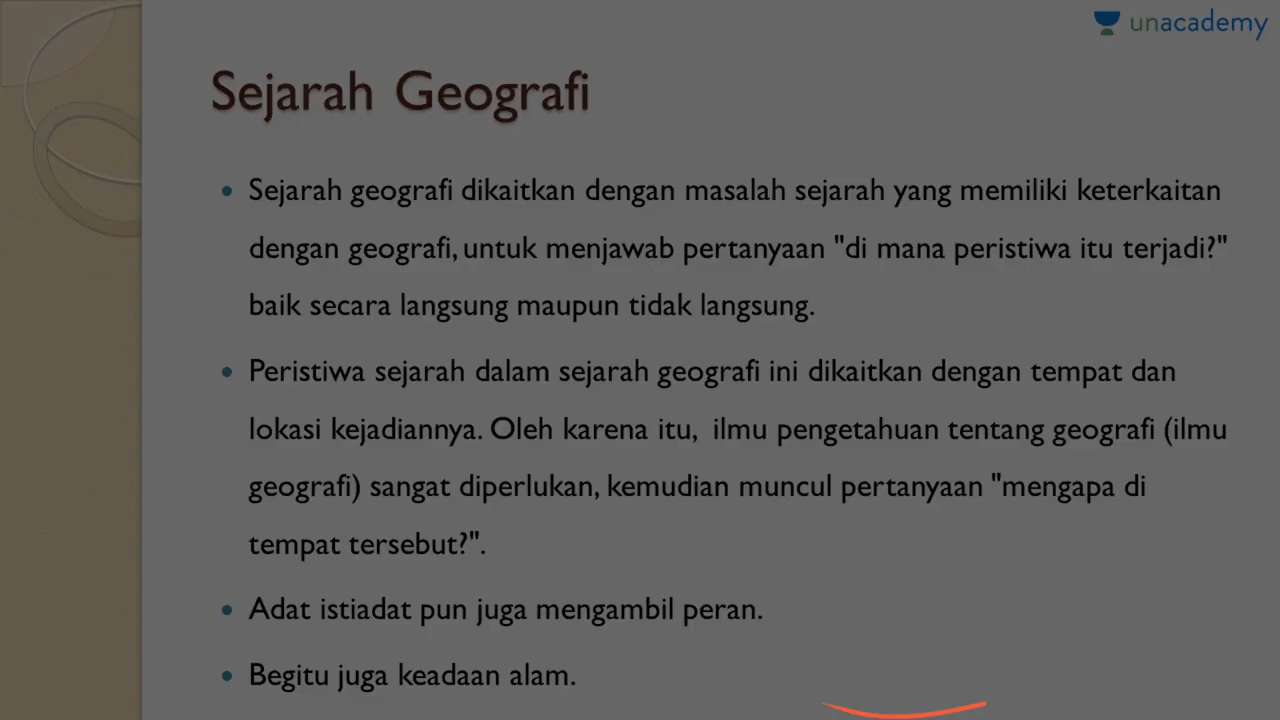 unacademy
Sejarah Geografi
• Sejarah geografi dikaitkan dengan masalah sejarah yang memiliki keterkaitan
dengan geografi, untuk menjawab pertanyaan "di mana peristiwa itu terjadi?"
baik secara langsung maupun tidak langsung.
• Peristiwa sejarah dalam sejarah geografi ini dikaitkan dengan tempat dan
lokasi kejadiannya. Oleh karena itu, ilmu pengetahuan tentang geografi (ilmu
geografi) sangat diperlukan, kemudian muncul pertanyaan "mengapa di
tempat tersebut?".
• Adat istiadat pun juga mengambil peran.
• Begitu juga keadaan alam.